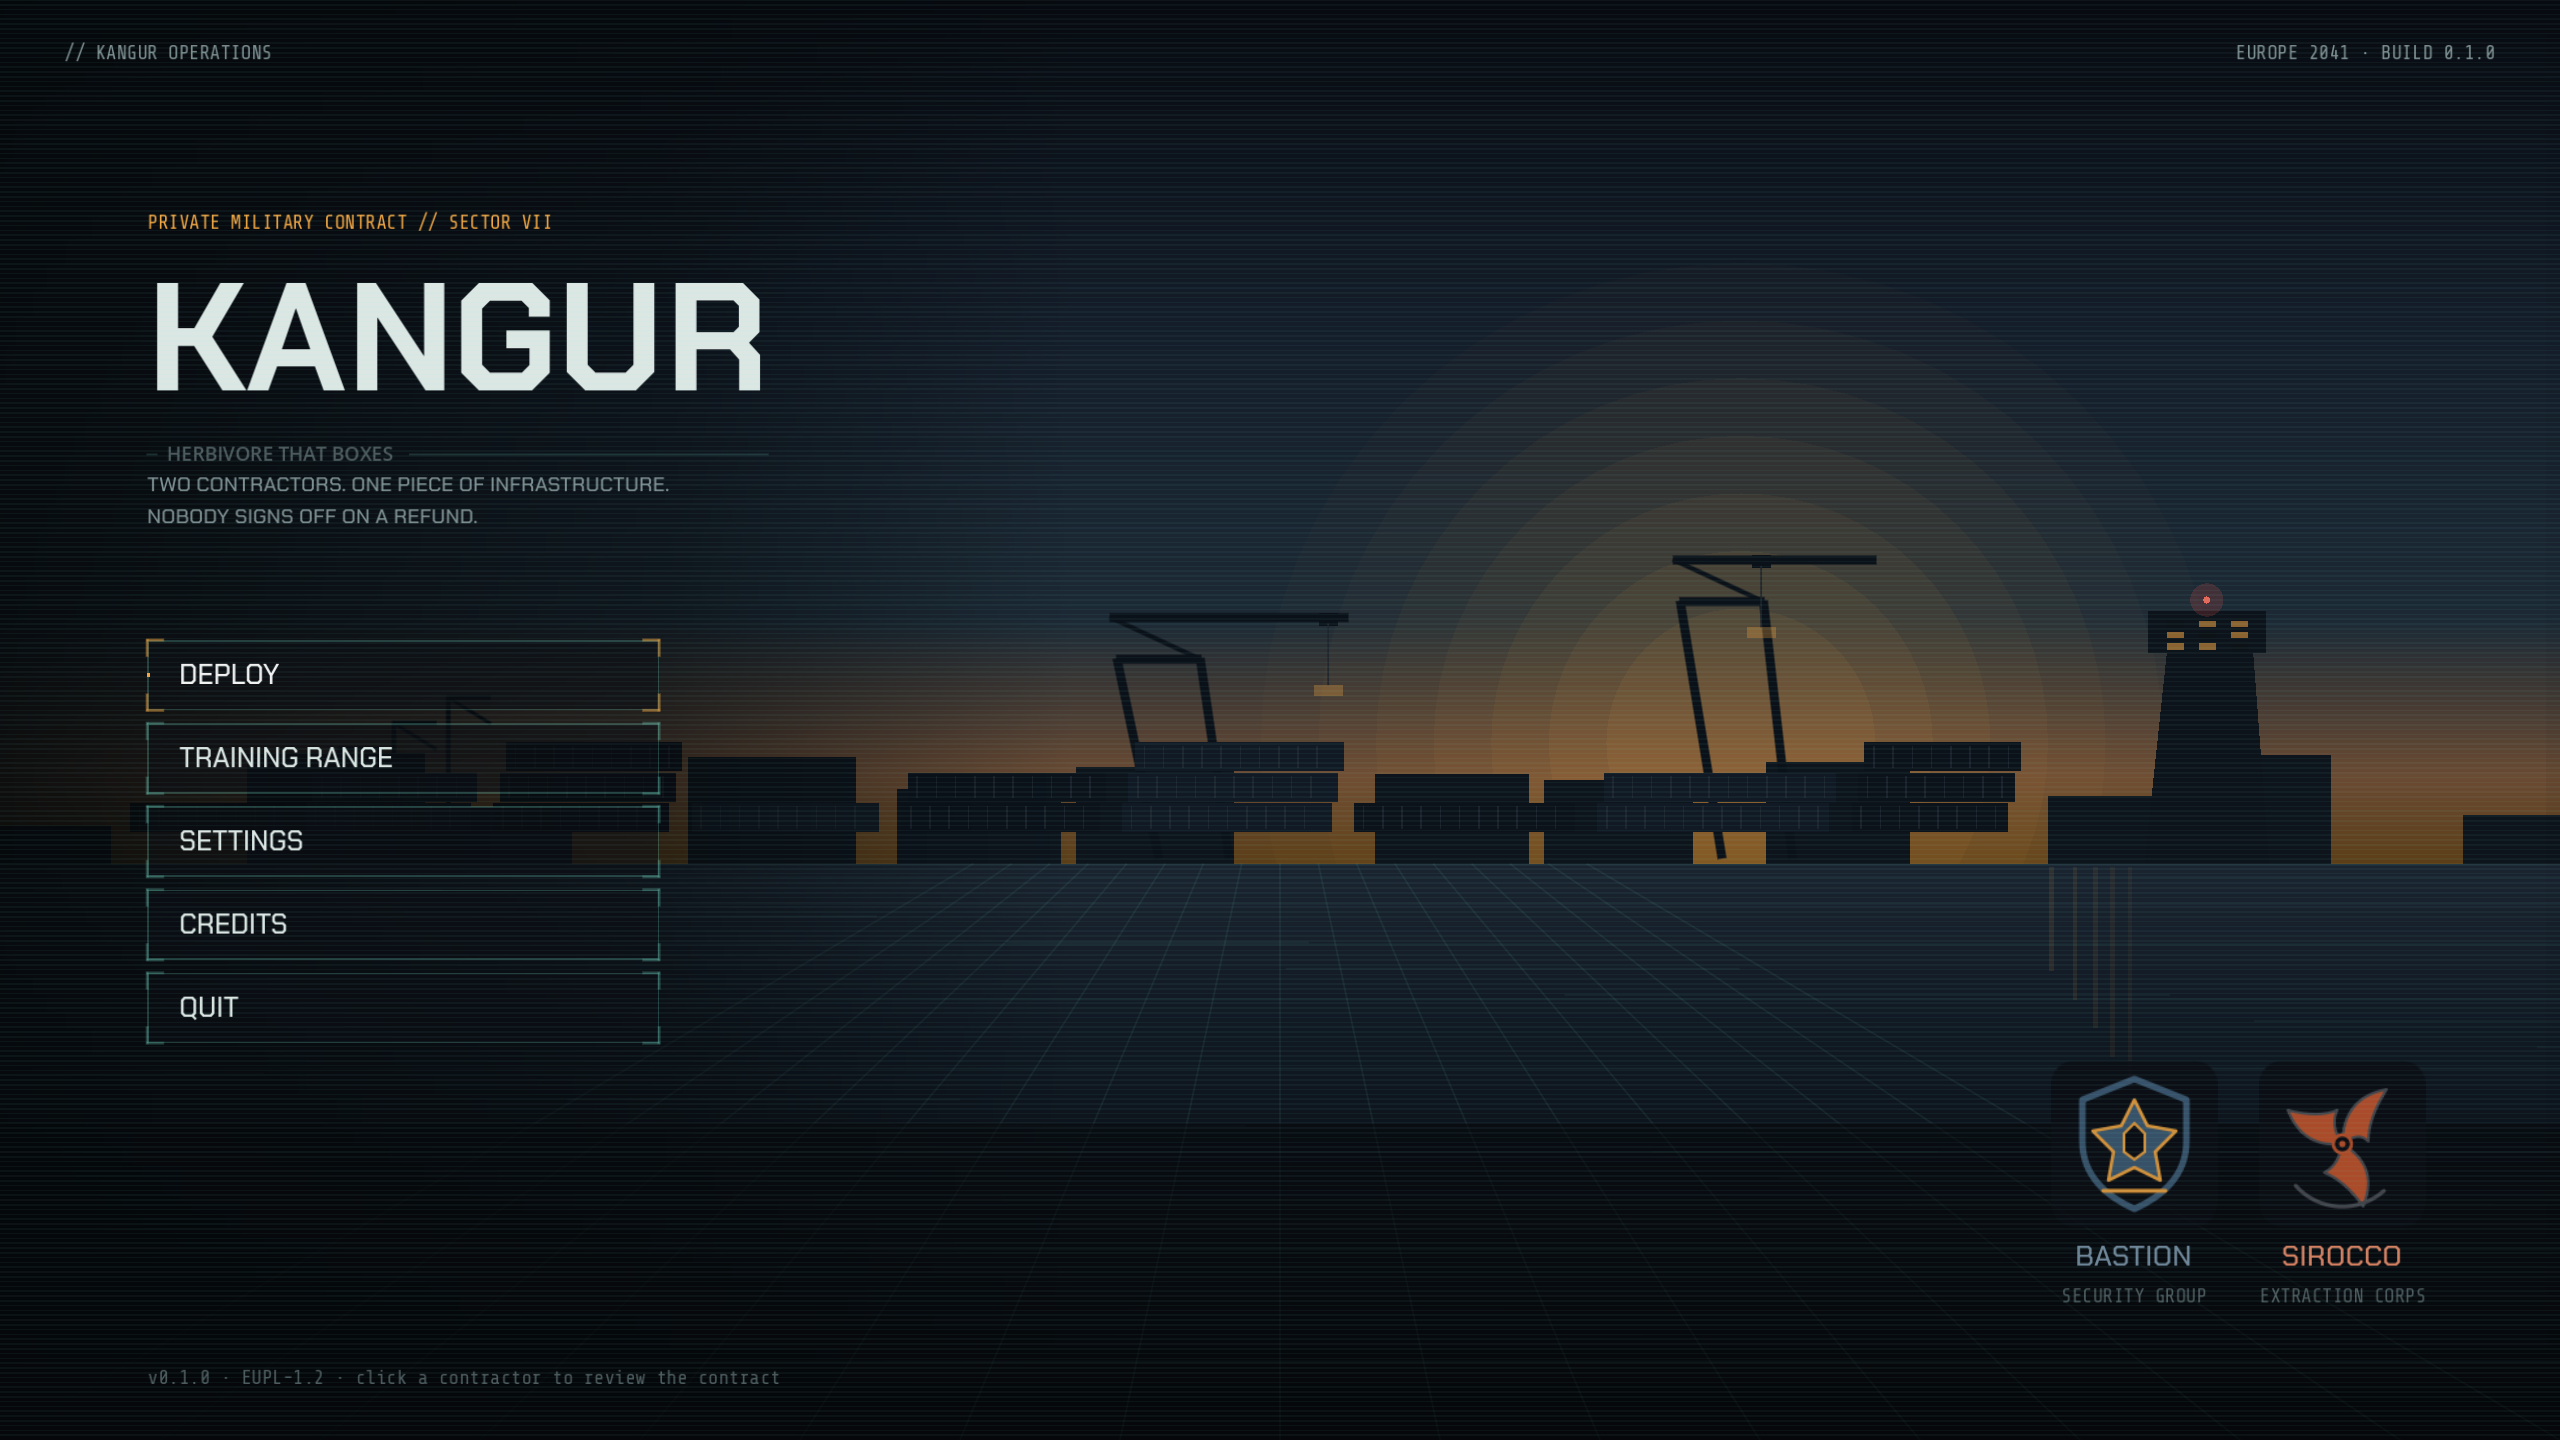 // KANGUR OPERATIONS
EUROPE 2041 · BUILD 0.1.0
PRIVATE MILITARY CONTRACT // SECTOR VII
KANGUR
HERBIVORE THAT BOXES
TWO CONTRACTORS. ONE PIECE OF INFRASTRUCTURE.
NOBODY SIGNS OFF ON A REFUND.
DEPLOY
TRAINING RANGE
SETTINGS
CREDITS
QUIT
BASTION
SECURITY GROUP
SIROCCO
EXTRACTION CORPS
v0.1.0 · EUPL-1.2 · click a contractor to review the contract